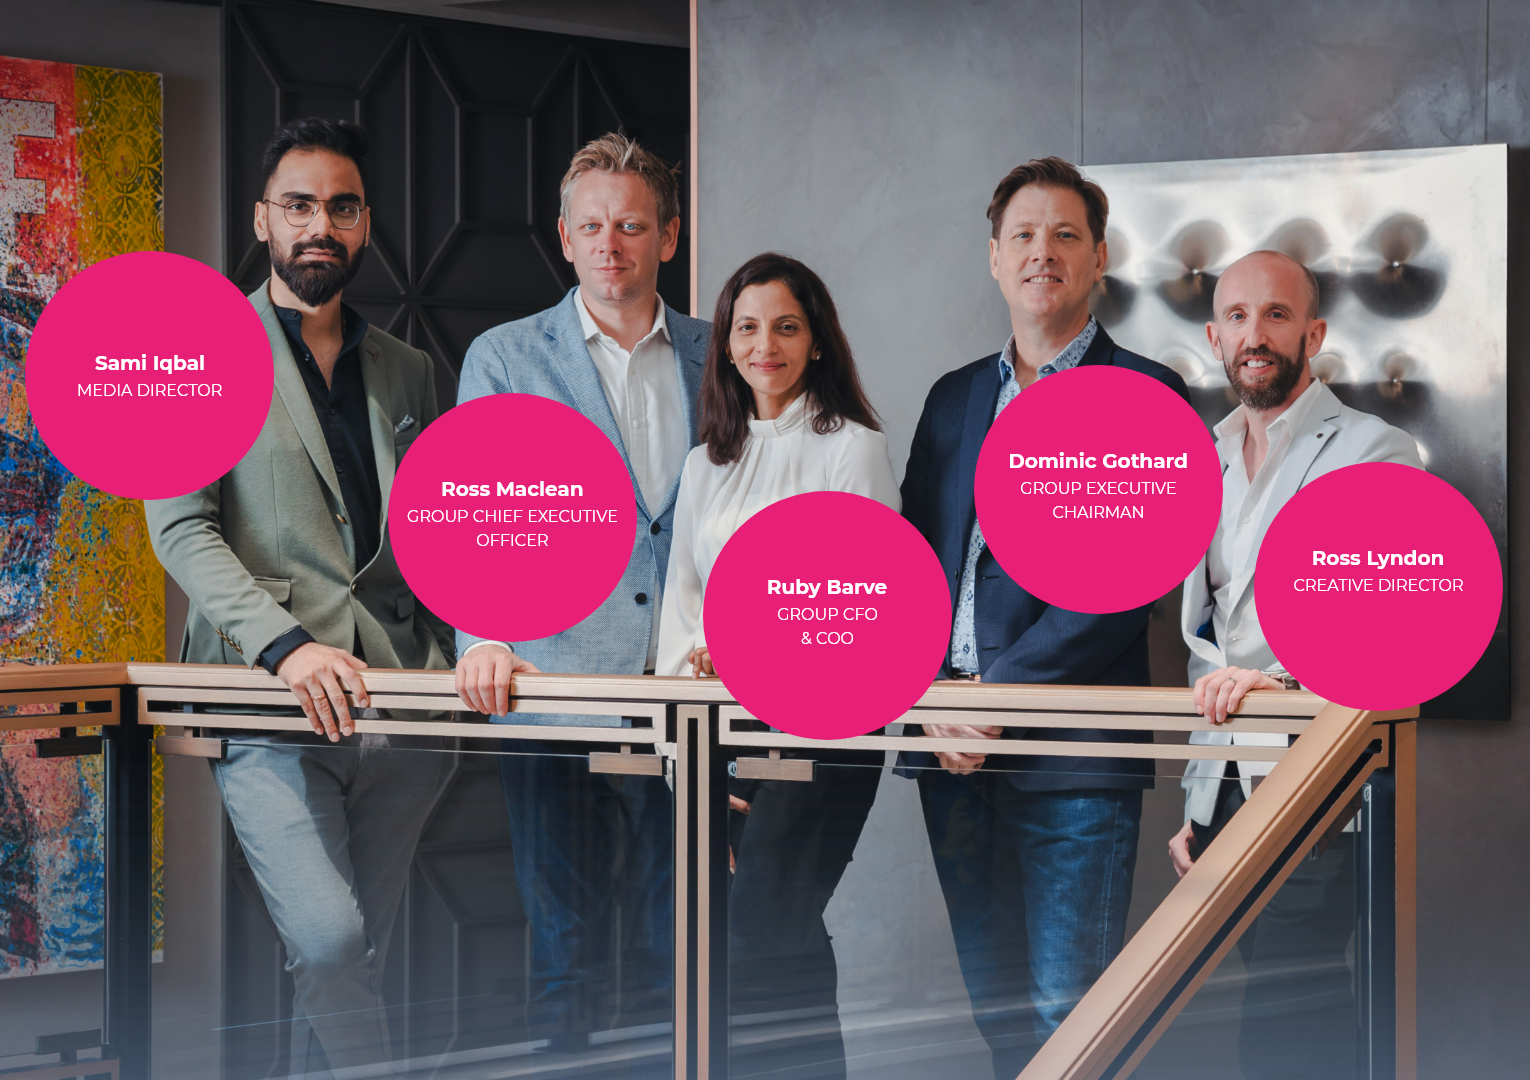 Sami Iqbal
MEDIA DIRECTOR
Ross Maclean
GROUP CHIEF EXECUTIVE
OFFICER
Ruby Barve
GROUP CFO
& COO
Dominic Gothard
GROUP EXECUTIVE
CHAIRMAN
Ross Lyndon
CREATIVE DIRECTOR